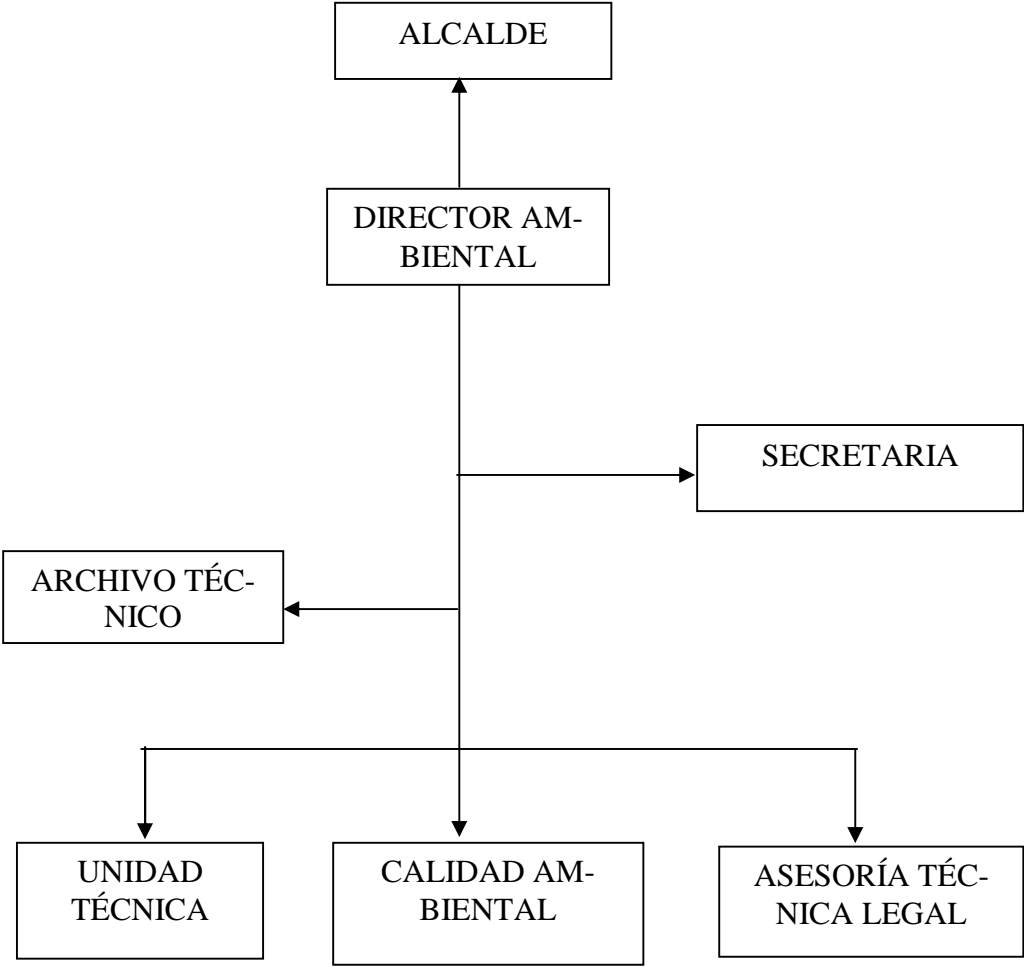 ALCALDE
DIRECTOR AM-
BIENTAL
SECRETARIA
ARCHIVO TÉC-
NICO
UNIDAD
TÉCNICA
CALIDAD AM-
BIENTAL
ASESORÍA TÉC-
NICA LEGAL